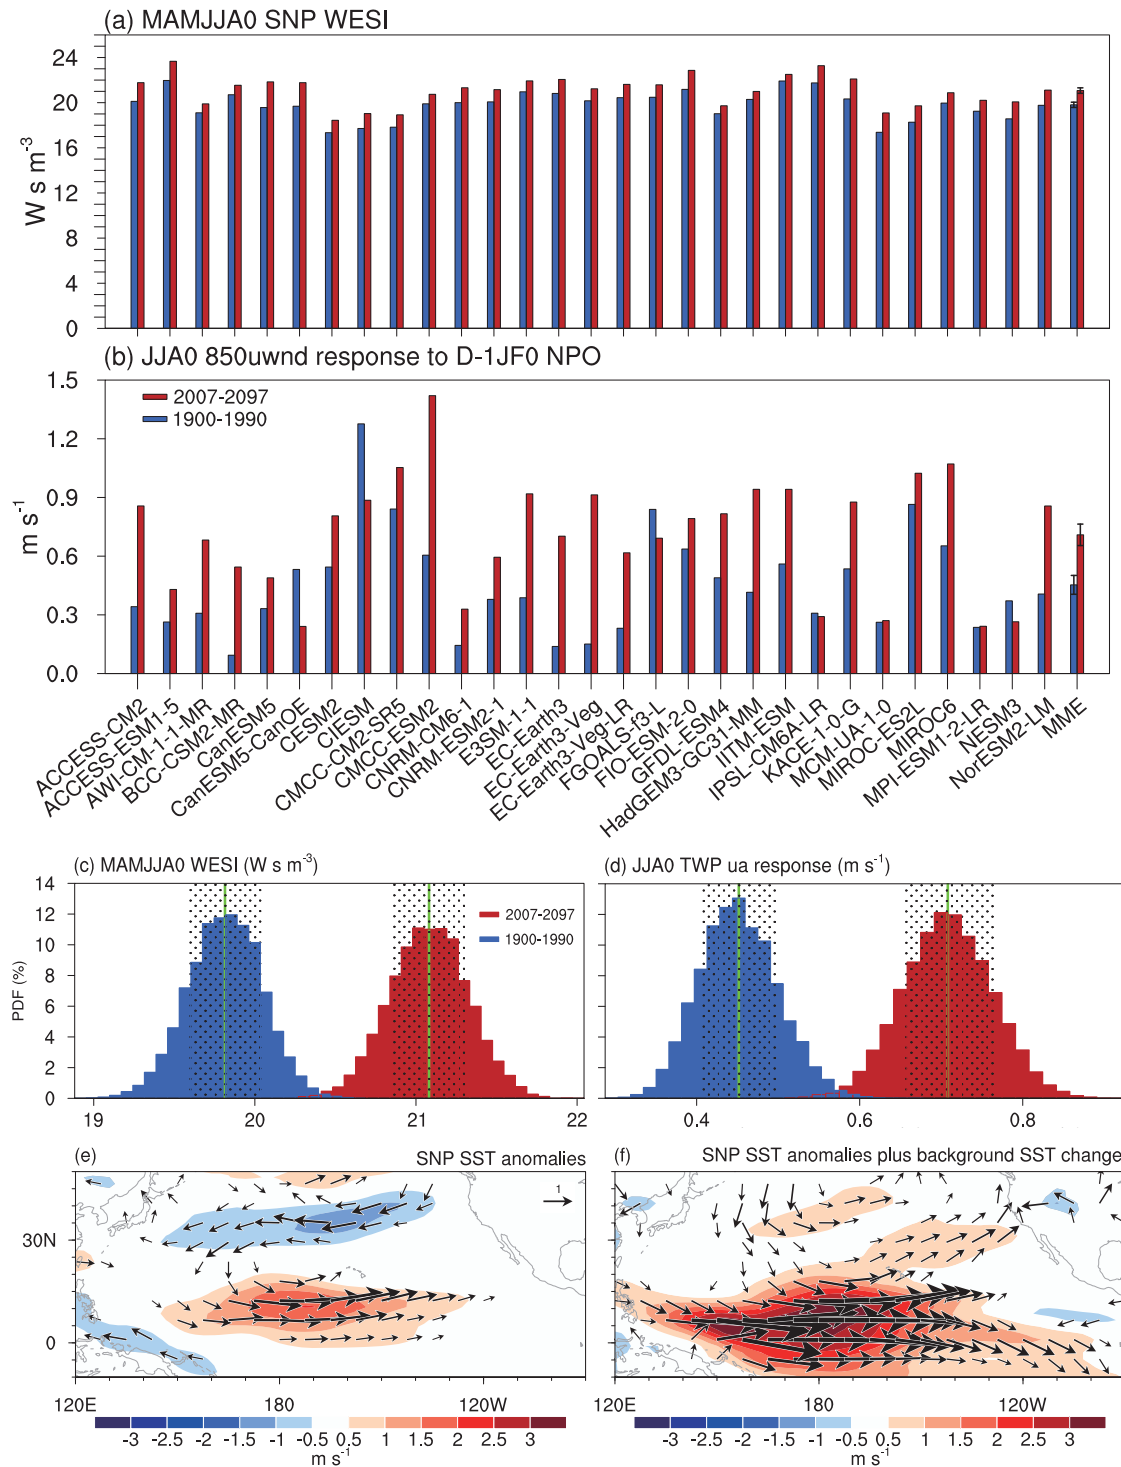 (a) MAMJJA0 SNP WESI
24
20
16
12
8
4
0
W s m⁻³
(b) JJA0 850uwnd response to D-1JF0 NPO
1.5
1.2
0.9
0.6
0.3
0.0
m s⁻¹
2007-2097
1900-1990
ACCESS-CM2
ACCESS-ESM1-5
AWI-CM-1-1-MR
BCC-CSM2-MR
CanESM5
CanESM5-CanOE
CESM2
CIESM
CMCC-CM2-SR5
CMCC-ESM2
CNRM-CM6-1
CNRM-ESM2-1
E3SM-1-1
EC-Earth3
EC-Earth3-Veg
EC-Earth3-Veg-LR
FGOALS-f3-L
FIO-ESM-2-0
GFDL-ESM4
HadGEM3-GC31-MM
IITM-ESM
IPSL-CM6A-LR
KACE-1-0-G
MCM-UA-1-0
MIROC-ES2L
MIROC6
MPI-ESM1-2-LR
NESM3
NorESM2-LM
MME
(c) MAMJJA0 WESI (W s m⁻³)
14
12
10
8
6
4
2
0
PDF (%)
2007-2097
1900-1990
19 20 21 22
(d) JJA0 TWP ua response (m s⁻¹)
0.4 0.6 0.8
(e) SNP SST anomalies
1
30N
0
120E 180 120W
-3 -2.5 -2 -1.5 -1 -0.5 0.5 1 1.5 2 2.5 3
m s⁻¹
(f) SNP SST anomalies plus background SST change
120E 180 120W
-3 -2.5 -2 -1.5 -1 -0.5 0.5 1 1.5 2 2.5 3
m s⁻¹